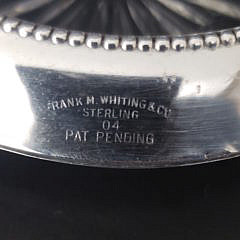 FRANK M. WHITING & CO
STERLING
04
PAT PENDING